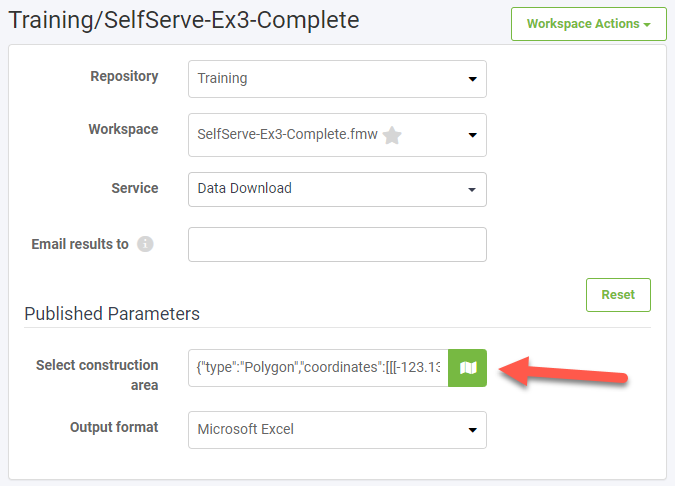 Training/SelfServe-Ex3-Complete
Workspace Actions
Repository
Training
Workspace
SelfServe-Ex3-Complete.fmw
Service
Data Download
Email results to
Reset
Published Parameters
Select construction
area
{"type":"Polygon","coordinates":[[[-123.13
Output format
Microsoft Excel